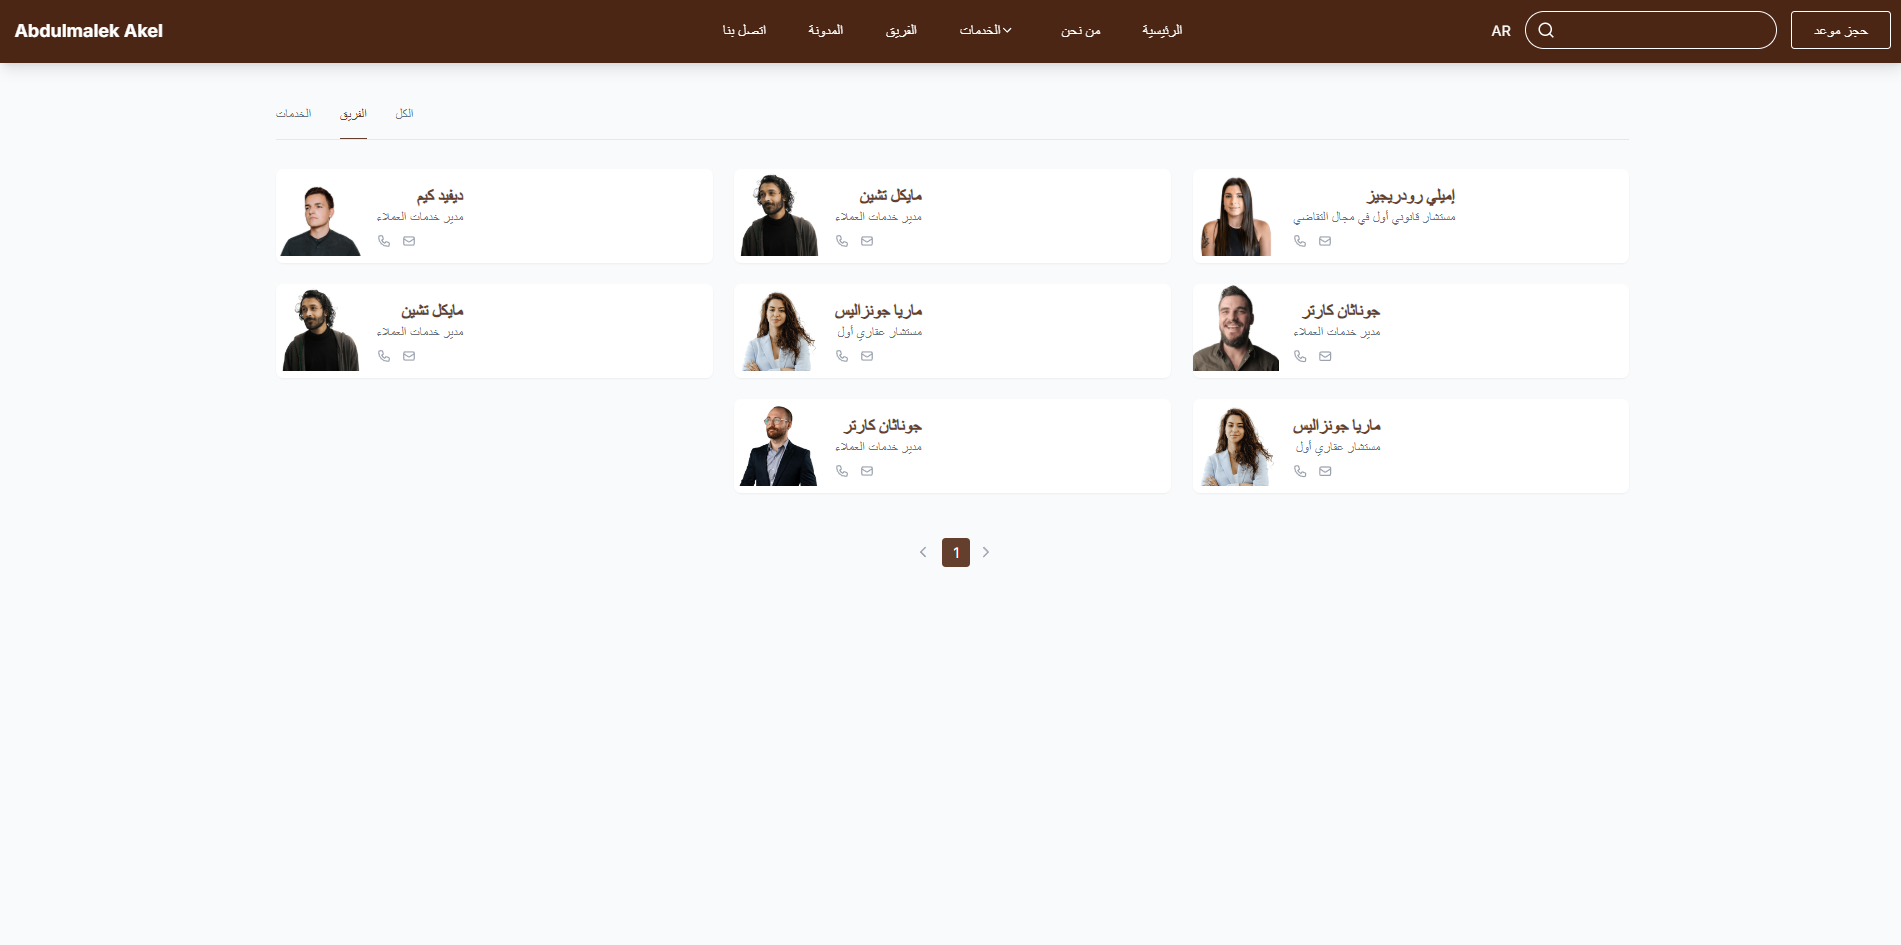 Abdulmalek Akel
الرئيسية
من نحن
الخدمات
الفريق
المدونة
اتصل بنا
AR
حجز موعد
الكل
الفريق
الخدمات
إميلي رودريجيز
مستشار قانوني أول في مجال التقاضي
مايكل تشين
مدير خدمات العملاء
ديفيد كيم
مدير خدمات العملاء
جوناثان كارتر
مدير خدمات العملاء
ماريا جونزاليس
مستشار عقاري أول
مايكل تشين
مدير خدمات العملاء
ماريا جونزاليس
مستشار عقاري أول
جوناثان كارتر
مدير خدمات العملاء
1